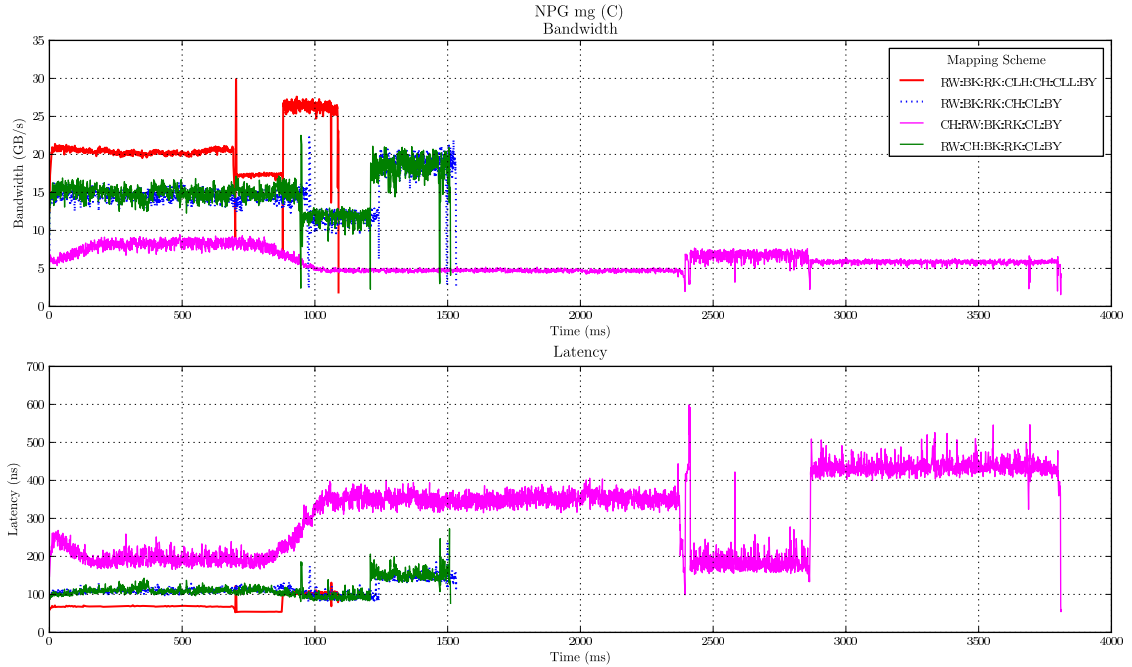 NPG mg (C)
Bandwidth
Bandwidth (GB/s)
35
30
25
20
15
10
5
0
Mapping Scheme
RW:BK:RK:CLH:CH:CLL:BY
RW:BK:RK:CH:CL:BY
CH:RW:BK:RK:CL:BY
RW:CH:BK:RK:CL:BY
0 500 1000 1500 2000 2500 3000 3500 4000
Time (ms)
Latency
Latency (ns)
700
600
500
400
300
200
100
0
0 500 1000 1500 2000 2500 3000 3500 4000
Time (ms)